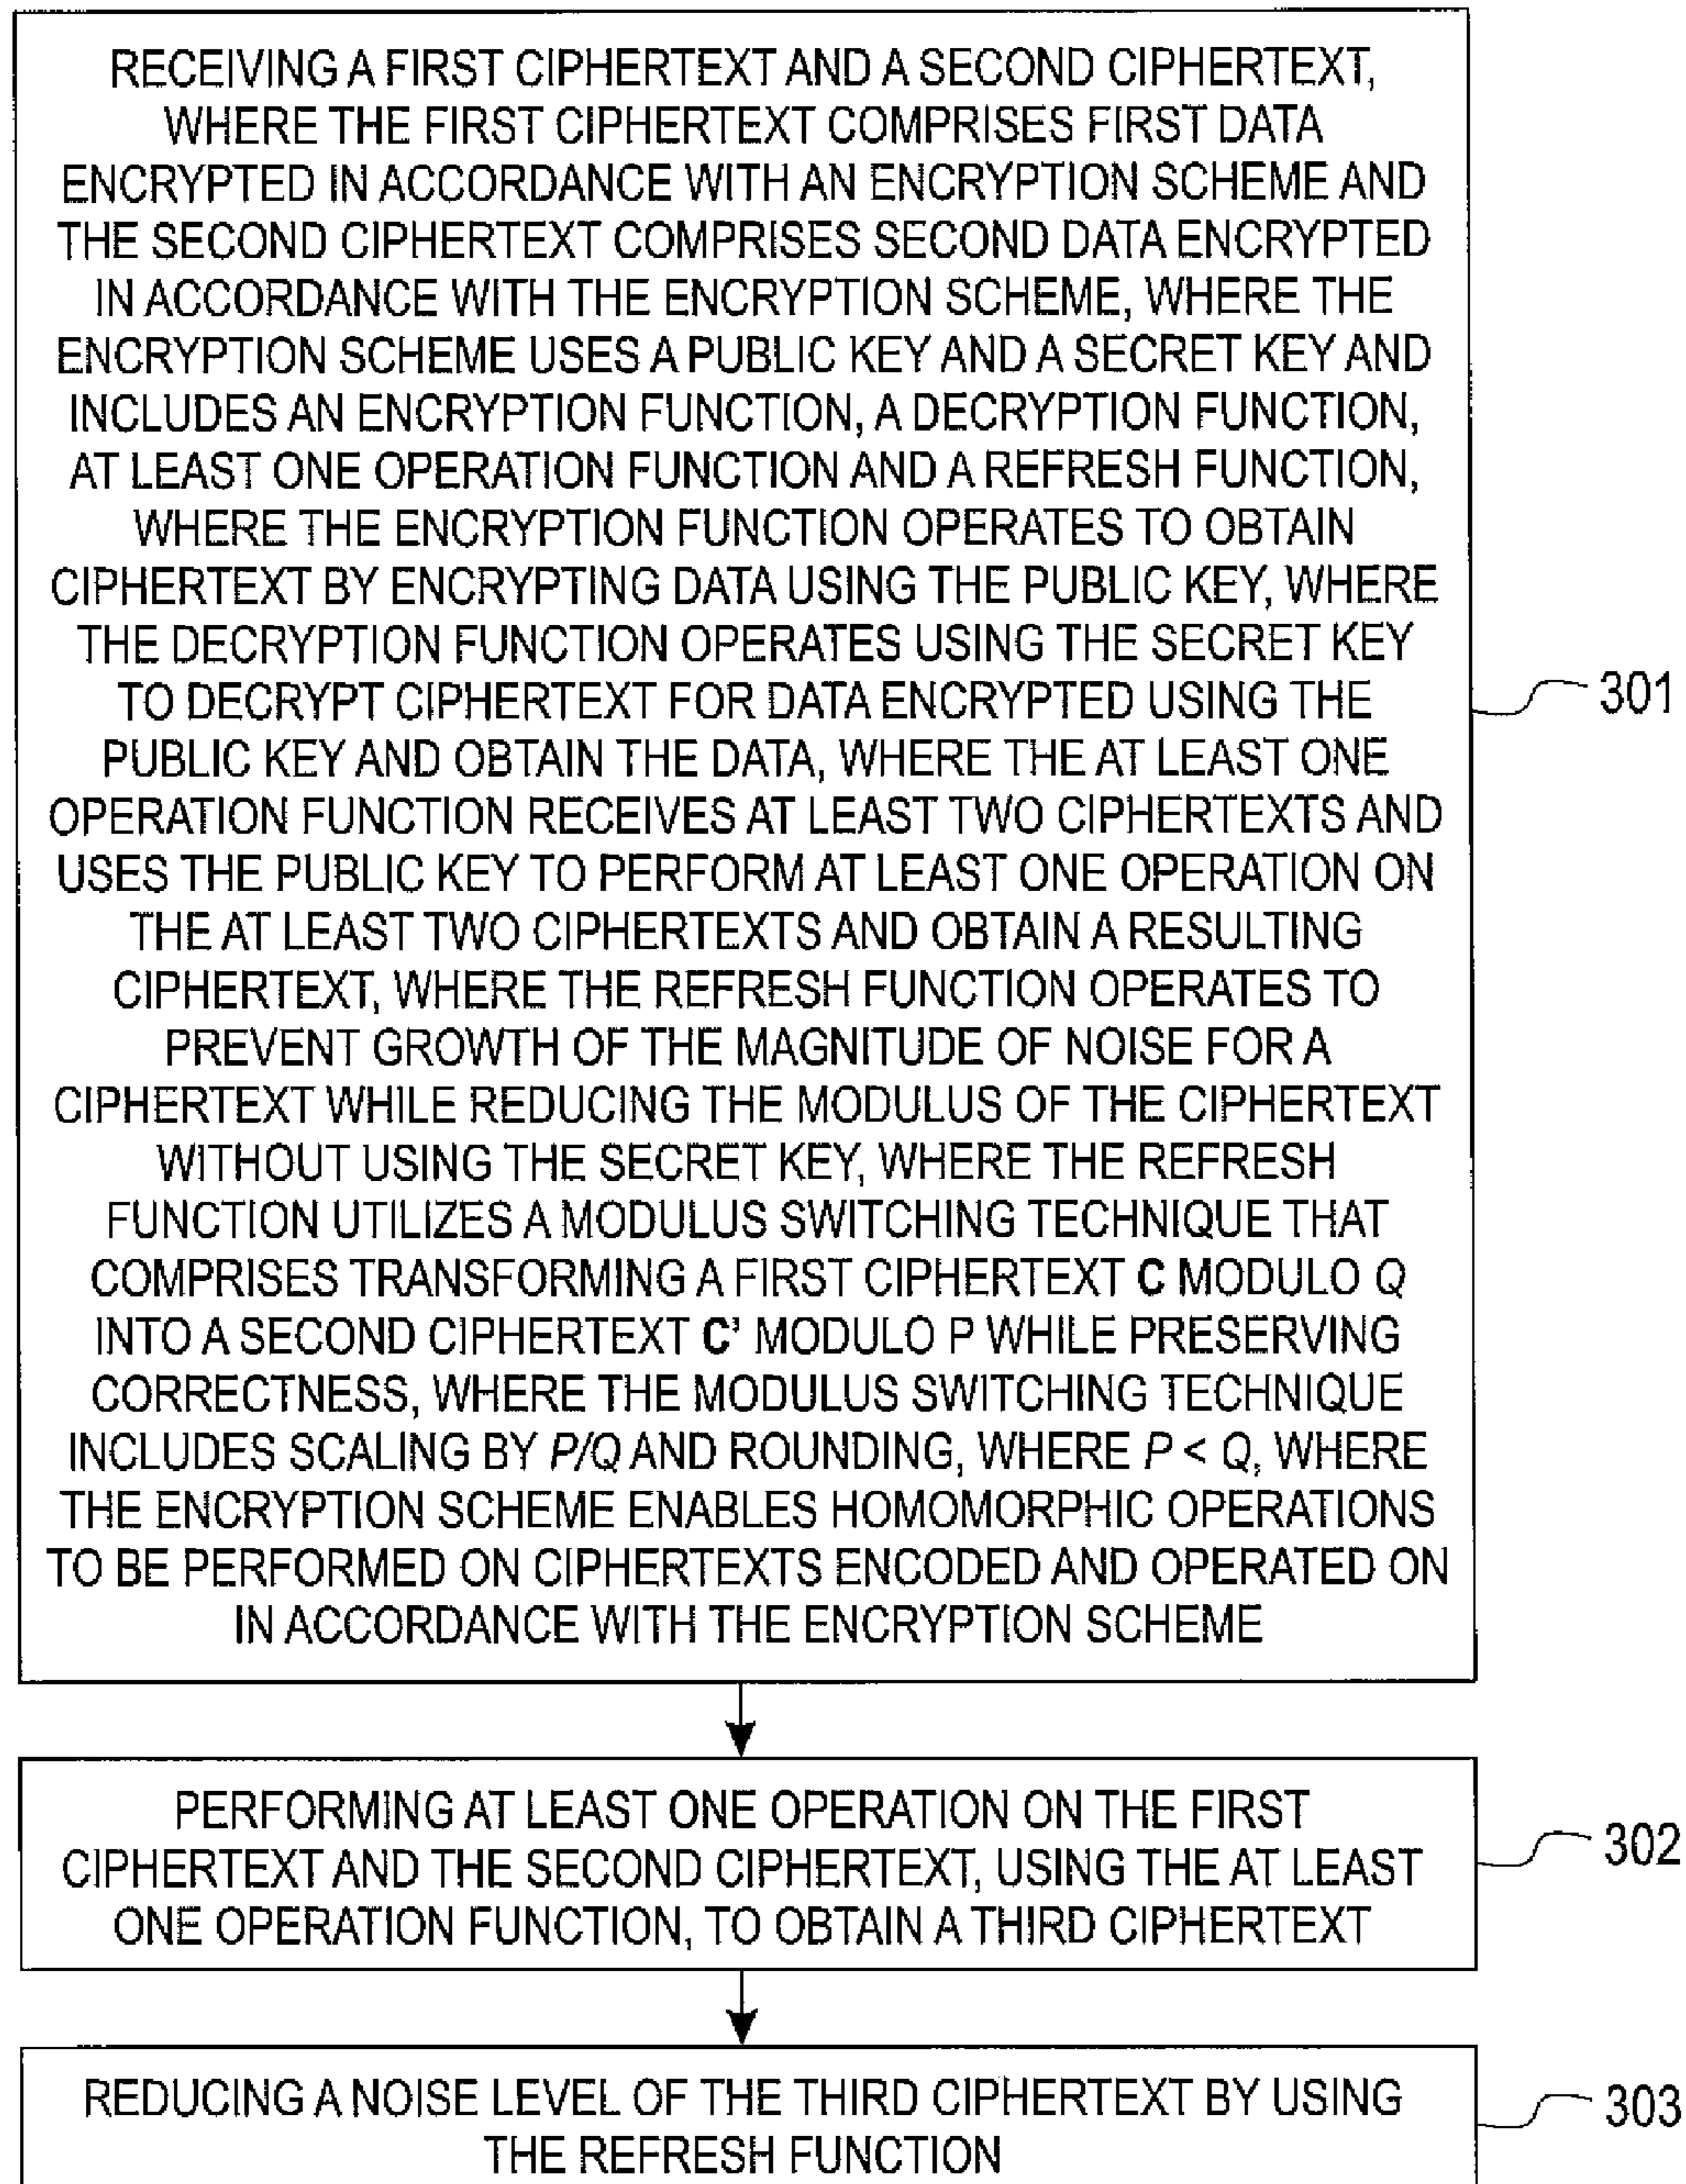 RECEIVING A FIRST CIPHERTEXT AND A SECOND CIPHERTEXT,
WHERE THE FIRST CIPHERTEXT COMPRISES FIRST DATA
ENCRYPTED IN ACCORDANCE WITH AN ENCRYPTION SCHEME AND
THE SECOND CIPHERTEXT COMPRISES SECOND DATA ENCRYPTED
IN ACCORDANCE WITH THE ENCRYPTION SCHEME, WHERE THE
ENCRYPTION SCHEME USES A PUBLIC KEY AND A SECRET KEY AND
INCLUDES AN ENCRYPTION FUNCTION, A DECRYPTION FUNCTION,
AT LEAST ONE OPERATION FUNCTION AND A REFRESH FUNCTION,
WHERE THE ENCRYPTION FUNCTION OPERATES TO OBTAIN
CIPHERTEXT BY ENCRYPTING DATA USING THE PUBLIC KEY, WHERE
THE DECRYPTION FUNCTION OPERATES USING THE SECRET KEY
TO DECRYPT CIPHERTEXT FOR DATA ENCRYPTED USING THE
PUBLIC KEY AND OBTAIN THE DATA, WHERE THE AT LEAST ONE
OPERATION FUNCTION RECEIVES AT LEAST TWO CIPHERTEXTS AND
USES THE PUBLIC KEY TO PERFORM AT LEAST ONE OPERATION ON
THE AT LEAST TWO CIPHERTEXTS AND OBTAIN A RESULTING
CIPHERTEXT, WHERE THE REFRESH FUNCTION OPERATES TO
PREVENT GROWTH OF THE MAGNITUDE OF NOISE FOR A
CIPHERTEXT WHILE REDUCING THE MODULUS OF THE CIPHERTEXT
WITHOUT USING THE SECRET KEY, WHERE THE REFRESH
FUNCTION UTILIZES A MODULUS SWITCHING TECHNIQUE THAT
COMPRISES TRANSFORMING A FIRST CIPHERTEXT C MODULO Q
INTO A SECOND CIPHERTEXT C' MODULO P WHILE PRESERVING
CORRECTNESS, WHERE THE MODULUS SWITCHING TECHNIQUE
INCLUDES SCALING BY P/Q AND ROUNDING, WHERE P < Q, WHERE
THE ENCRYPTION SCHEME ENABLES HOMOMORPHIC OPERATIONS
TO BE PERFORMED ON CIPHERTEXTS ENCODED AND OPERATED ON
IN ACCORDANCE WITH THE ENCRYPTION SCHEME
301
PERFORMING AT LEAST ONE OPERATION ON THE FIRST
CIPHERTEXT AND THE SECOND CIPHERTEXT, USING THE AT LEAST
ONE OPERATION FUNCTION, TO OBTAIN A THIRD CIPHERTEXT
302
REDUCING A NOISE LEVEL OF THE THIRD CIPHERTEXT BY USING
THE REFRESH FUNCTION
303